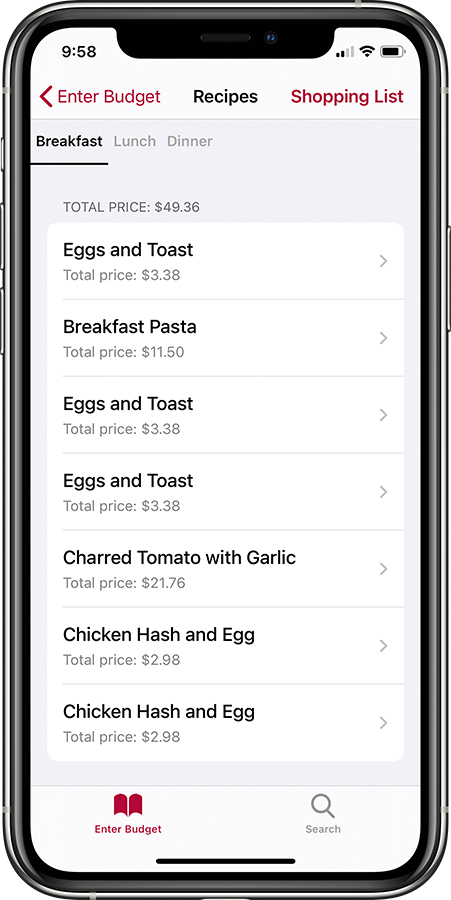 9:58
Enter Budget Recipes Shopping List
Breakfast Lunch Dinner
TOTAL PRICE: $49.36
Eggs and Toast
Total price: $3.38
Breakfast Pasta
Total price: $11.50
Eggs and Toast
Total price: $3.38
Eggs and Toast
Total price: $3.38
Charred Tomato with Garlic
Total price: $21.76
Chicken Hash and Egg
Total price: $2.98
Chicken Hash and Egg
Total price: $2.98
Enter Budget Search